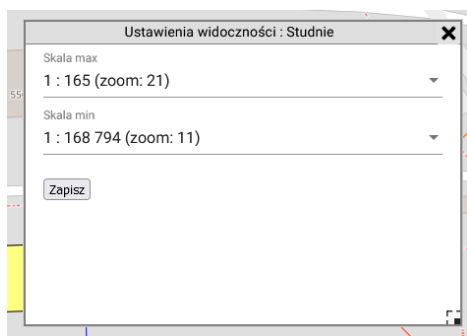 Ustawienia widoczności : Studnie
Skala max
1 : 165 (zoom: 21)
Skala min
1 : 168 794 (zoom: 11)
Zapisz